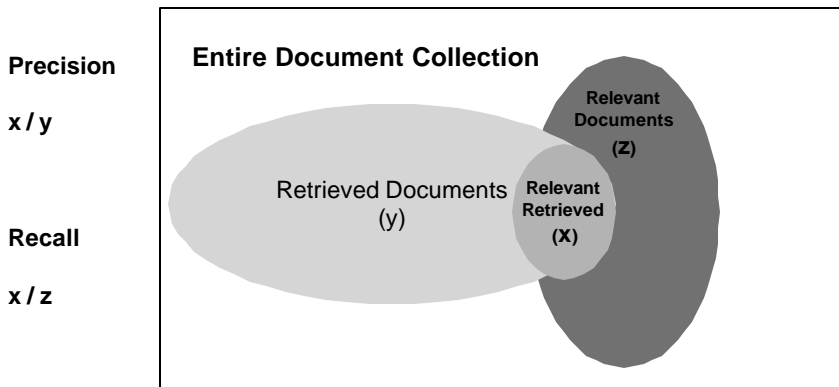 Precision
x / y
Recall
x / z
Entire Document Collection
Relevant
Documents
(z)
Retrieved Documents
(y)
Relevant
Retrieved
(x)